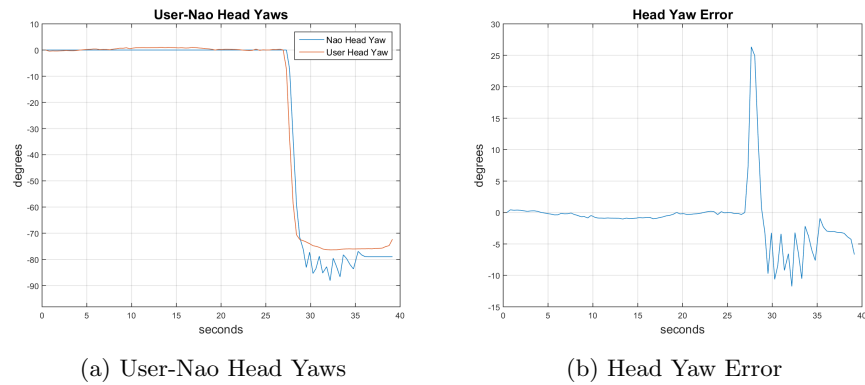 User-Nao Head Yaws
10
0
-10
-20
-30
-40
-50
-60
-70
-80
-90
degrees
0 5 10 15 20 25 30 35 40
seconds
Nao Head Yaw
User Head Yaw
(a) User-Nao Head Yaws
Head Yaw Error
30
25
20
15
10
5
0
-5
-10
-15
degrees
0 5 10 15 20 25 30 35 40
seconds
(b) Head Yaw Error